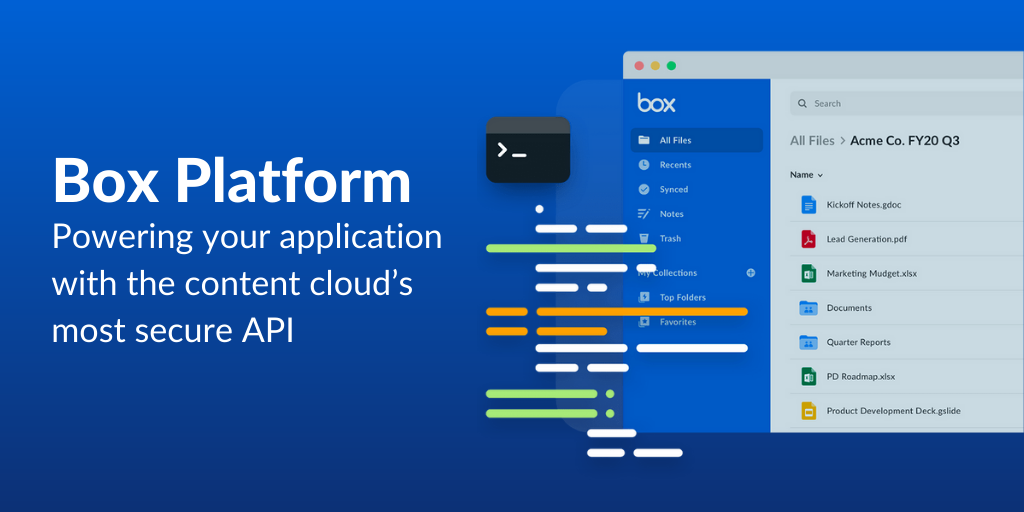 Box Platform
Powering your application
with the content cloud’s
most secure API
box
All Files
Recents
Synced
Notes
Trash
My Collections
Top Folders
Favorites
Search
All Files > Acme Co. FY20 Q3
Name
Kickoff Notes.gdoc
Lead Generation.pdf
Marketing Mudget.xlsx
Documents
Quarter Reports
PD Roadmap.xlsx
Product Development Deck.gslide